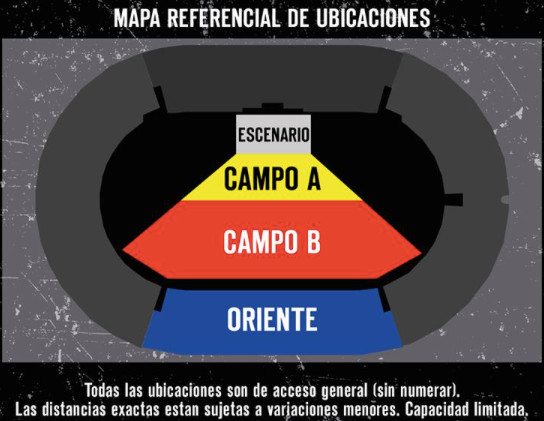 MAPA REFERENCIAL DE UBICACIONES
ESCENARIO
CAMPO A
CAMPO B
ORIENTE
Todas las ubicaciones son de acceso general (sin numerar).
Las distancias exactas estan sujetas a variaciones menores. Capacidad limitada.